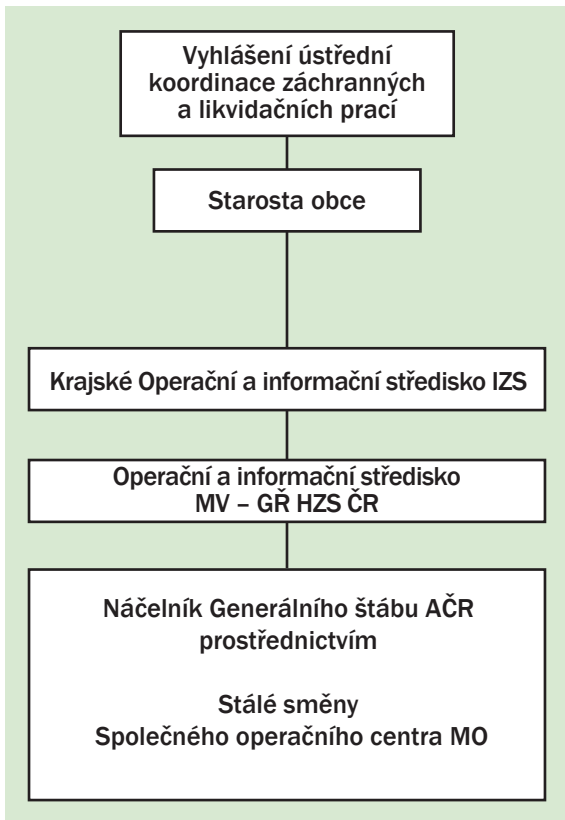 Vyhlášení ústřední
koordinace záchranných
a likvidačních prací
Starosta obce
Krajské Operační a informační středisko IZS
Operační a informační středisko
MV – GŘ HZS ČR
Náčelník Generálního štábu AČR
prostřednictvím
Stálé směny
Společného operačního centra MO